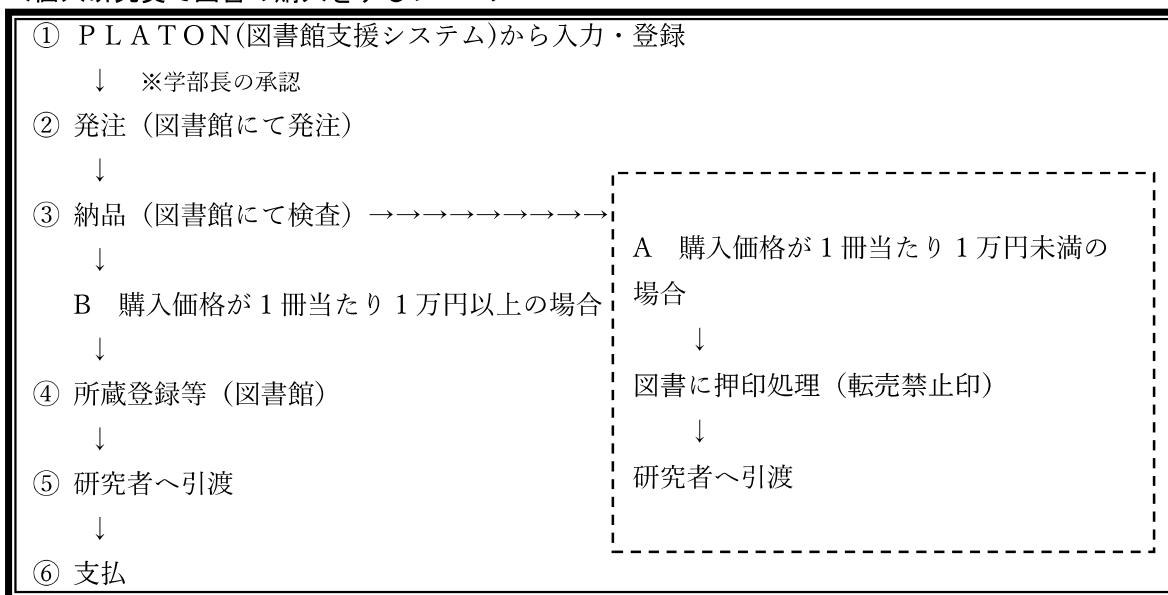 ① ＰＬＡＴＯＮ(図書館支援システム)から入力・登録
↓　※学部長の承認
② 発注（図書館にて発注）
↓
③ 納品（図書館にて検査）→→→→→→→→→
↓
B　購入価格が１冊当たり１万円以上の場合
↓
④ 所蔵登録等（図書館）
↓
⑤ 研究者へ引渡
↓
⑥ 支払
A　購入価格が１冊当たり１万円未満の
場合
↓
図書に押印処理（転売禁止印）
↓
研究者へ引渡